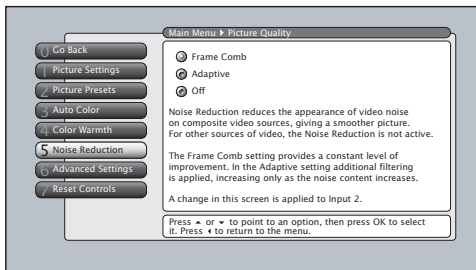 Main Menu ▶ Picture Quality
0 Go Back
1 Picture Settings
2 Picture Presets
3 Auto Color
4 Color Warmth
5 Noise Reduction
6 Advanced Settings
7 Reset Controls
Frame Comb
Adaptive
Off
Noise Reduction reduces the appearance of video noise
on composite video sources, giving a smoother picture.
For other sources of video, the Noise Reduction is not active.
The Frame Comb setting provides a constant level of
improvement. In the Adaptive setting additional filtering
is applied, increasing only as the noise content increases.
A change in this screen is applied to Input 2.
Press ▲ or ▼ to point to an option, then press OK to select
it. Press ◀ to return to the menu.